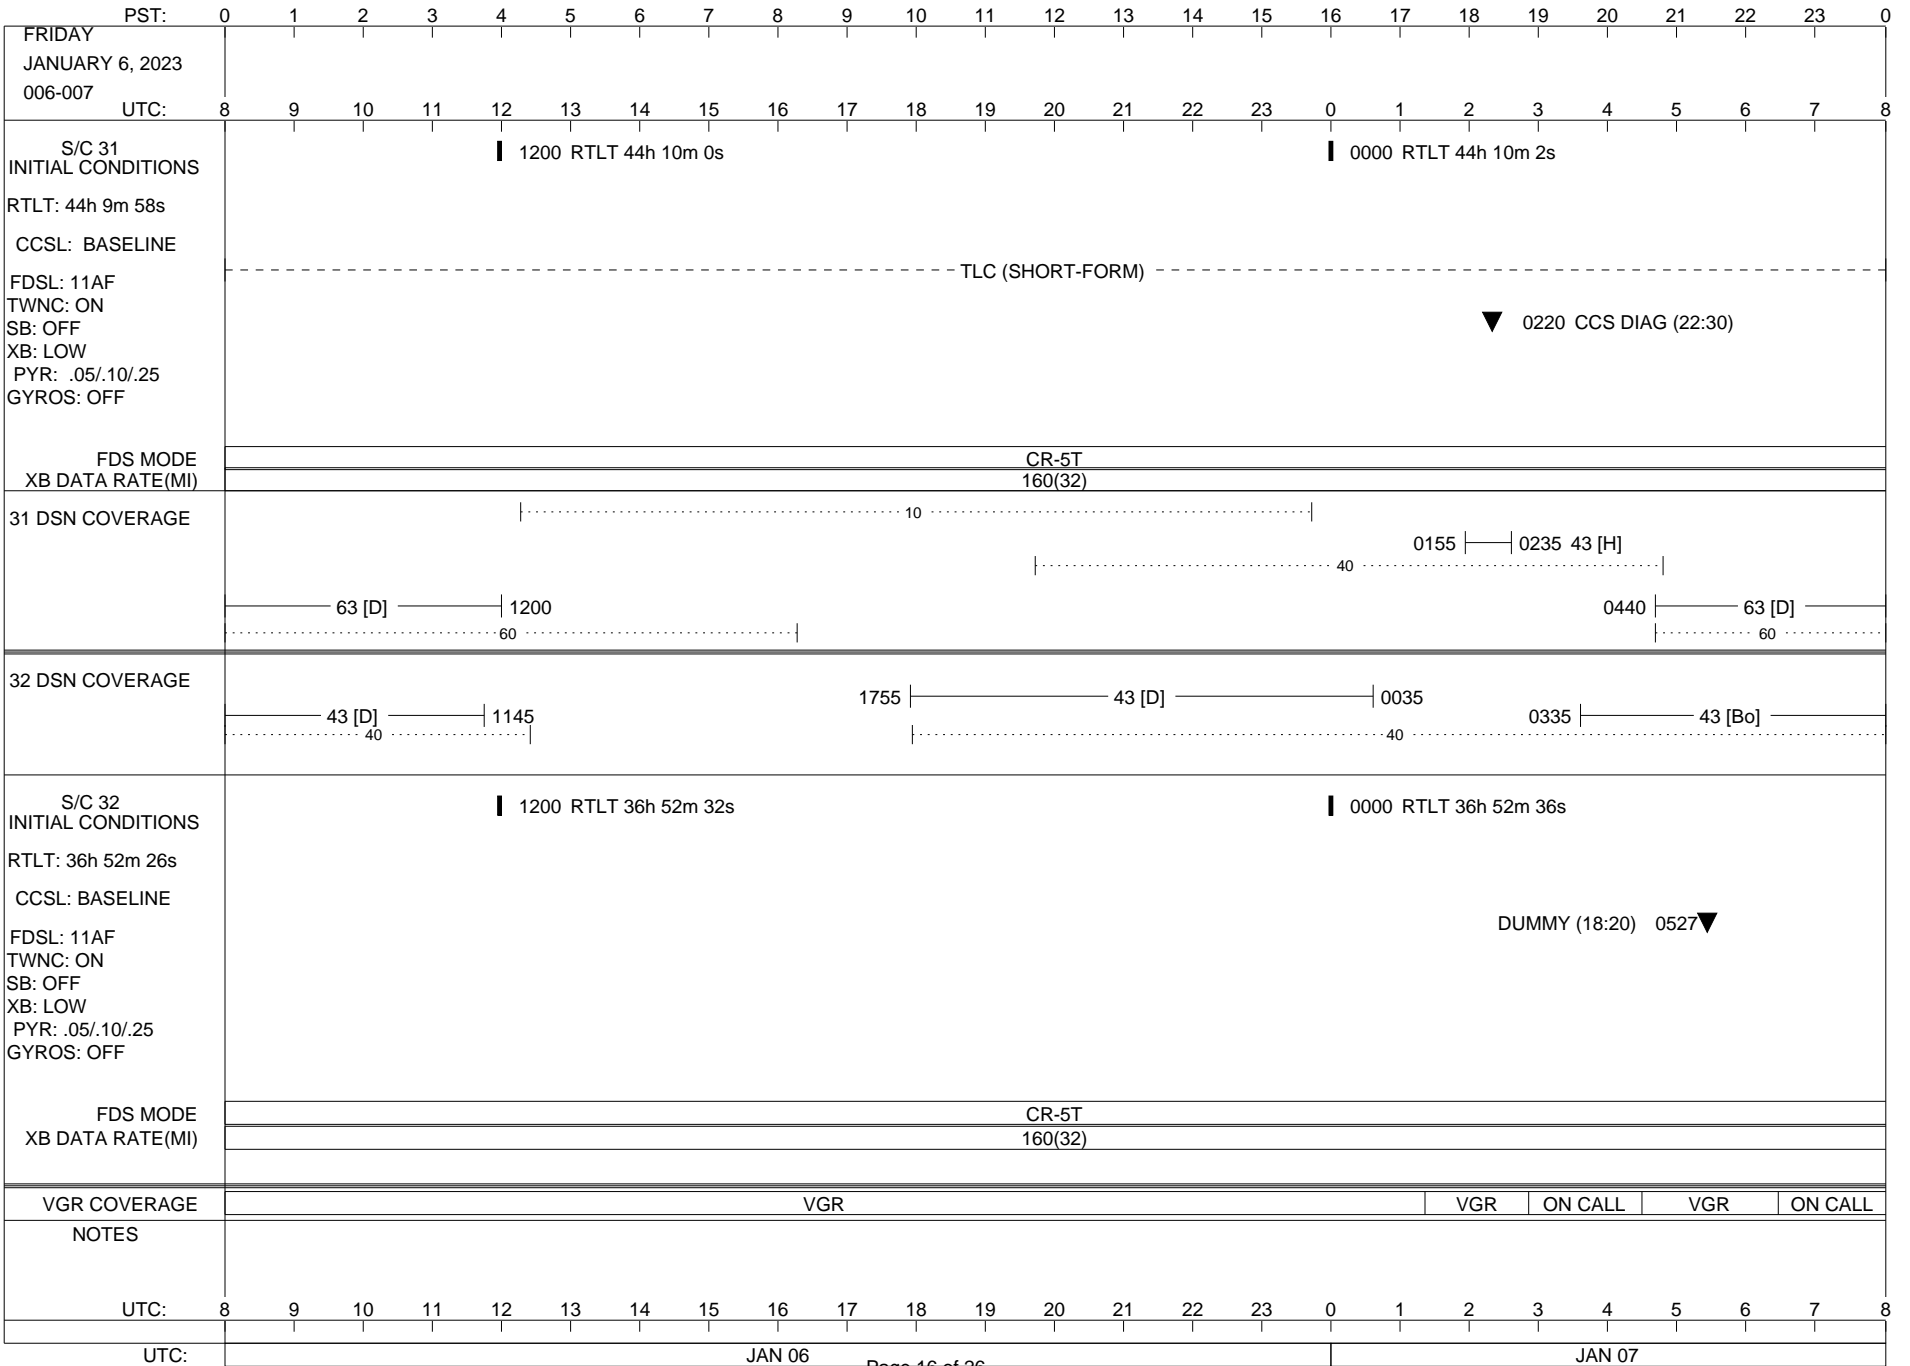 PST: 0 1 2 3 4 5 6 7 8 9 10 11 12 13 14 15 16 17 18 19 20 21 22 23 0
FRIDAY
JANUARY 6, 2023
006-007
UTC: 8 9 10 11 12 13 14 15 16 17 18 19 20 21 22 23 0 1 2 3 4 5 6 7 8
S/C 31
INITIAL CONDITIONS
1200 RTLT 44h 10m 0s
0000 RTLT 44h 10m 2s
RTLT: 44h 9m 58s
CCSL: BASELINE
TLC (SHORT-FORM)
FDSL: 11AF
TWNC: ON
SB: OFF
XB: LOW
PYR: .05/.10/.25
GYROS: OFF
0220 CCS DIAG (22:30)
FDS MODE CR-5T
XB DATA RATE(MI) 160(32)
31 DSN COVERAGE
10
0155 0235 43 [H]
40
63 [D] 1200 0440 63 [D]
60 60
32 DSN COVERAGE
1755 43 [D] 0035
43 [D] 1145 0335 43 [Bo]
40 40
S/C 32
INITIAL CONDITIONS
1200 RTLT 36h 52m 32s
0000 RTLT 36h 52m 36s
RTLT: 36h 52m 26s
CCSL: BASELINE
DUMMY (18:20) 0527
FDSL: 11AF
TWNC: ON
SB: OFF
XB: LOW
PYR: .05/.10/.25
GYROS: OFF
FDS MODE CR-5T
XB DATA RATE(MI) 160(32)
VGR COVERAGE VGR VGR ON CALL VGR ON CALL
NOTES
UTC: 8 9 10 11 12 13 14 15 16 17 18 19 20 21 22 23 0 1 2 3 4 5 6 7 8
UTC: JAN 06 JAN 07
Page 16 of 26